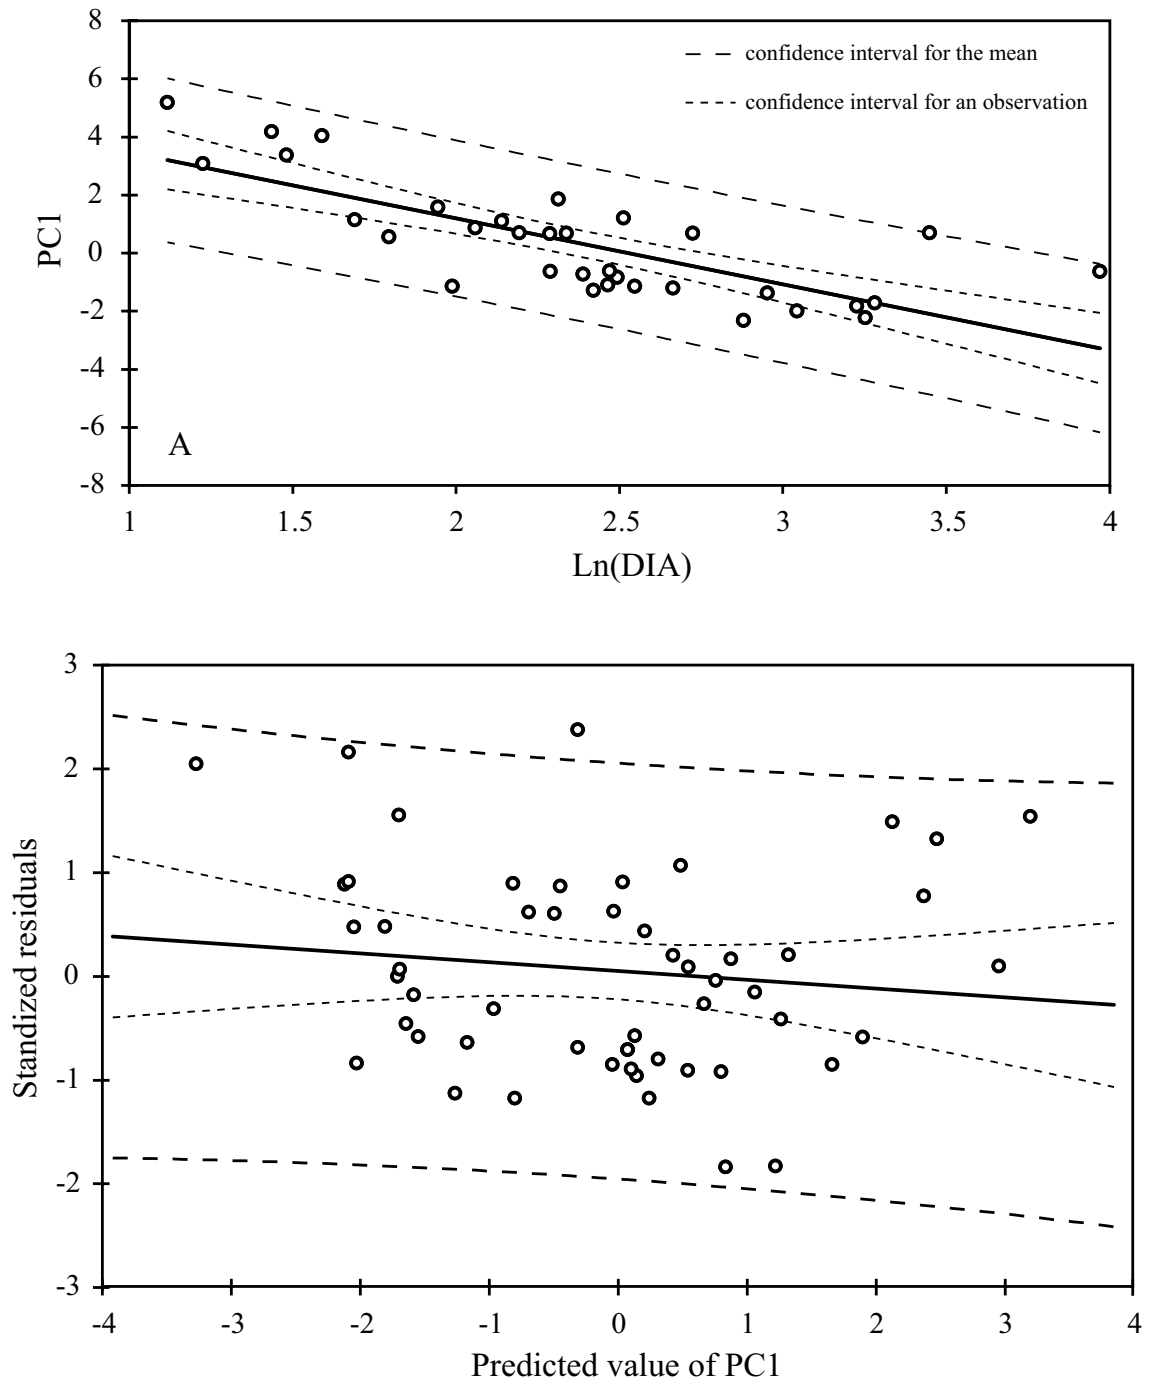 8
6
4
2
0
-2
-4
-6
-8
PC1
confidence interval for the mean
confidence interval for an observation
A
1 1.5 2 2.5 3 3.5 4
Ln(DIA)
3
2
1
0
-1
-2
-3
Standized residuals
-4 -3 -2 -1 0 1 2 3 4
Predicted value of PC1